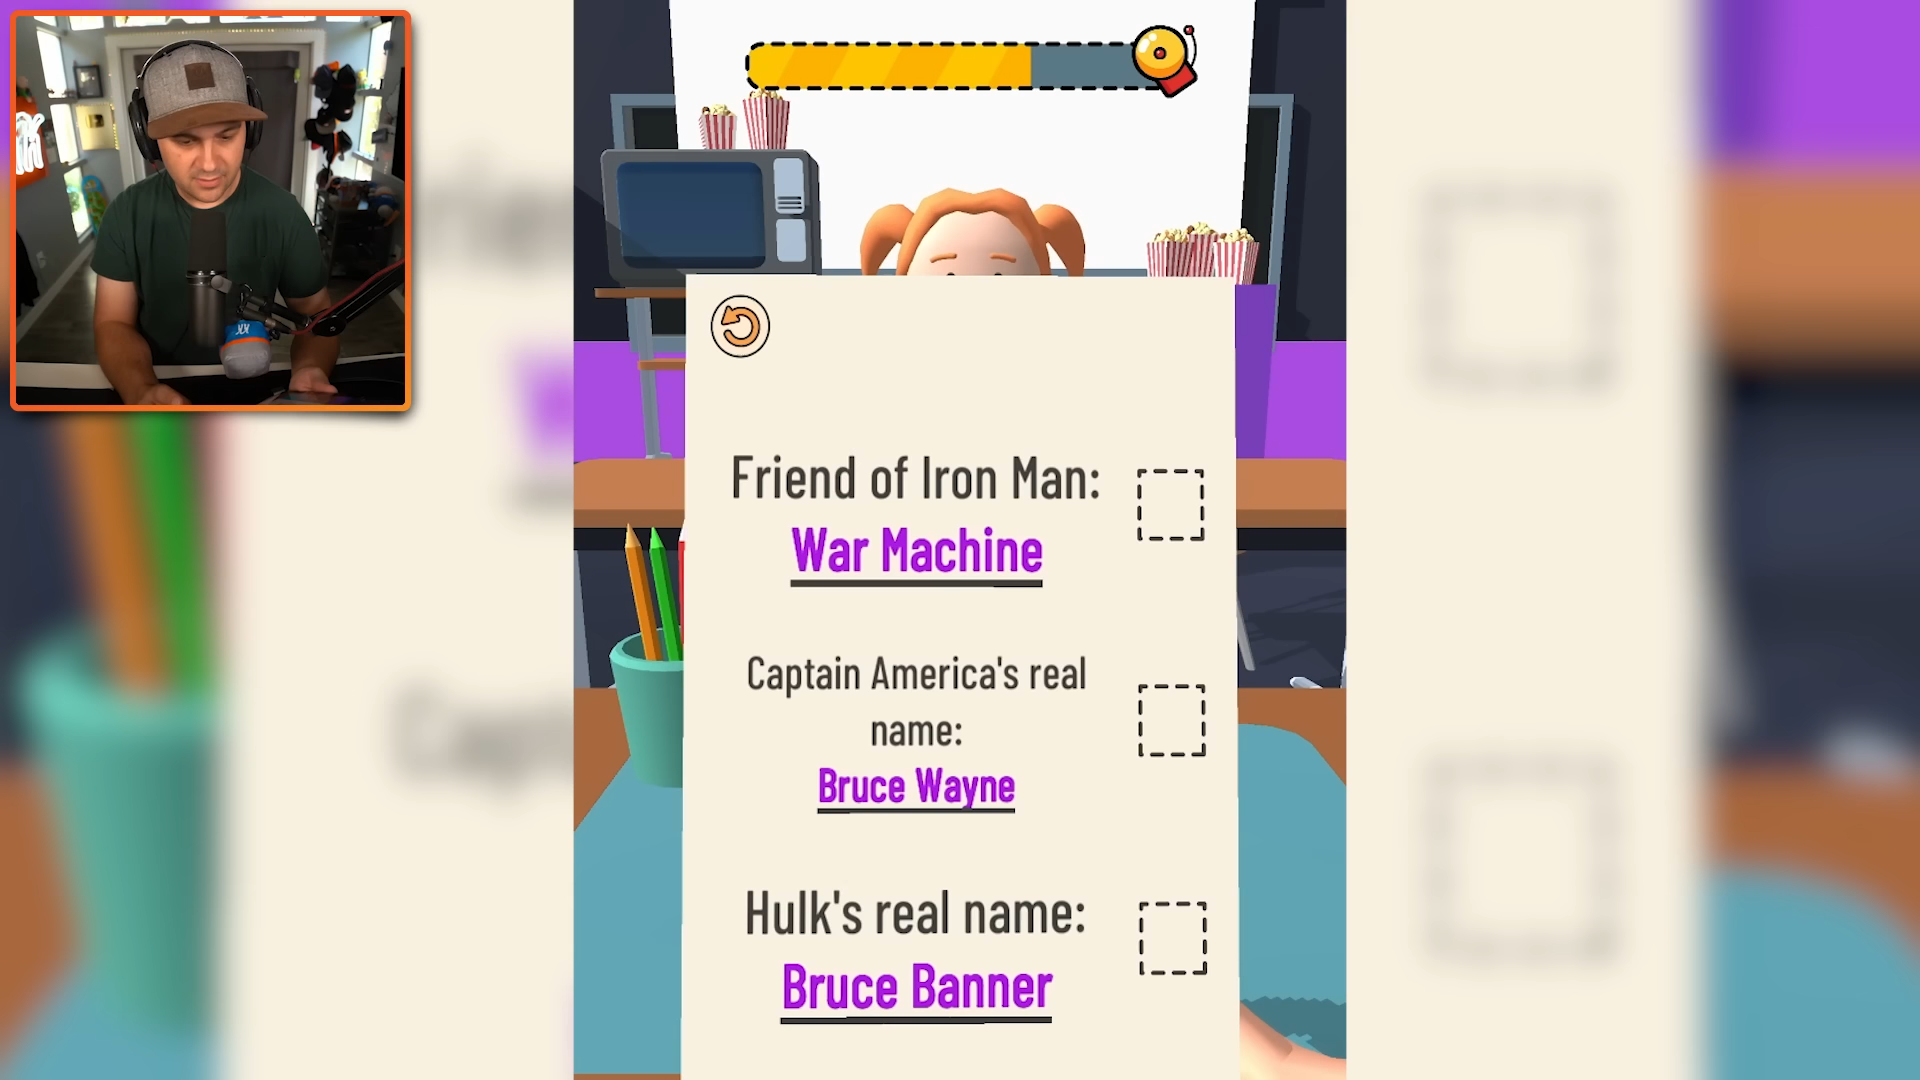 Friend of Iron Man:
War Machine
Captain America's real
name:
Bruce Wayne
Hulk's real name:
Bruce Banner